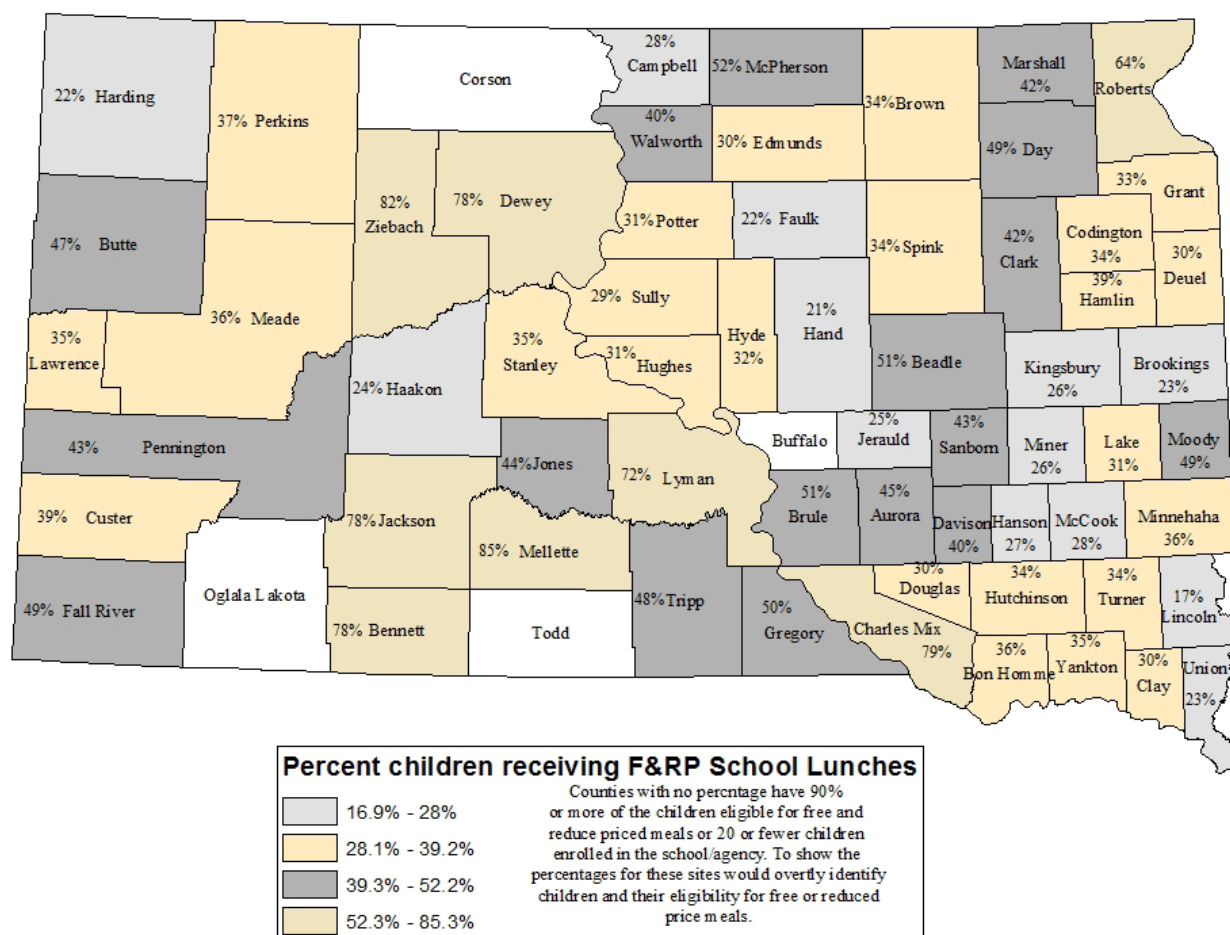 28%
Campbell
52% McPherson
Marshall
42%
64%
Roberts
Corson
22% Harding
34% Brown
37% Perkins
40%
Walworth
30% Edmunds
49% Day
33%
Grant
82%
Ziebach
78% Dewey
31% Potter
22% Faulk
34% Spink
42%
Clark
Codington
34%
30%
Deuel
39%
Hamlin
47% Butte
36% Meade
29% Sully
Hyde
32%
21%
Hand
35%
Lawrence
35%
Stanley
31%
Hughes
51% Beadle
Kingsbury
26%
Brookings
23%
24% Haakon
43% Pennington
44% Jones
72% Lyman
Buffalo
25%
Jerauld
43%
Sanborn
Miner
26%
Lake
31%
Moody
49%
39% Custer
78% Jackson
85% Mellette
51%
Brule
45%
Aurora
Davison
40%
Hanson
27%
McCook
28%
Minnehaha
36%
49% Fall River
Oglala Lakota
78% Bennett
Todd
48% Tripp
50%
Gregory
Charles Mix
79%
30%
Douglas
34%
Hutchinson
34%
Turner
17%
Lincoln
36%
Bon Homme
35%
Yankton
30%
Clay
Union
23%
Percent children receiving F&RP School Lunches
16.9% - 28%
28.1% - 39.2%
39.3% - 52.2%
52.3% - 85.3%
Counties with no percntage have 90%
or more of the children eligible for free and
reduce priced meals or 20 or fewer children
enrolled in the school/agency. To show the
percentages for these sites would overtly identify
children and their eligibility for free or reduced
price meals.